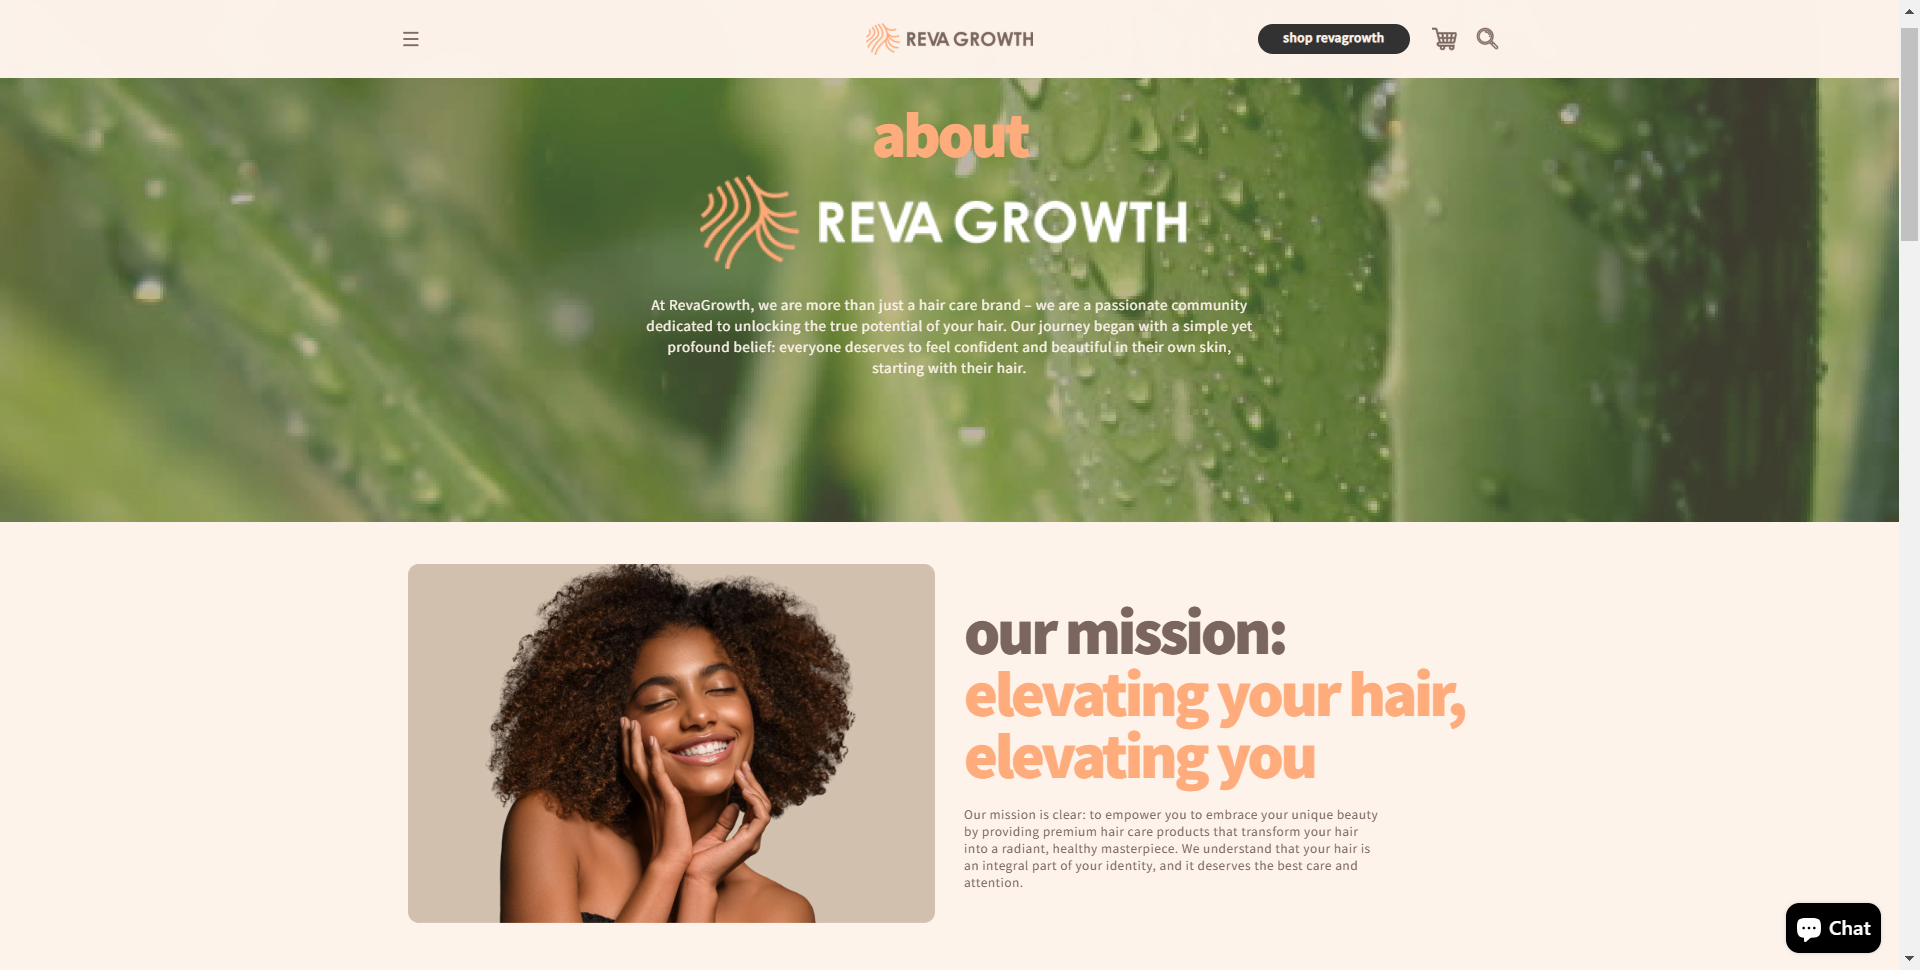 REVA GROWTH
shop revagrowth
about
REVA GROWTH
At RevaGrowth, we are more than just a hair care brand – we are a passionate community
dedicated to unlocking the true potential of your hair. Our journey began with a simple yet
profound belief: everyone deserves to feel confident and beautiful in their own skin,
starting with their hair.
our mission:
elevating your hair,
elevating you
Our mission is clear: to empower you to embrace your unique beauty
by providing premium hair care products that transform your hair
into a radiant, healthy masterpiece. We understand that your hair is
an integral part of your identity, and it deserves the best care and
attention.
Chat